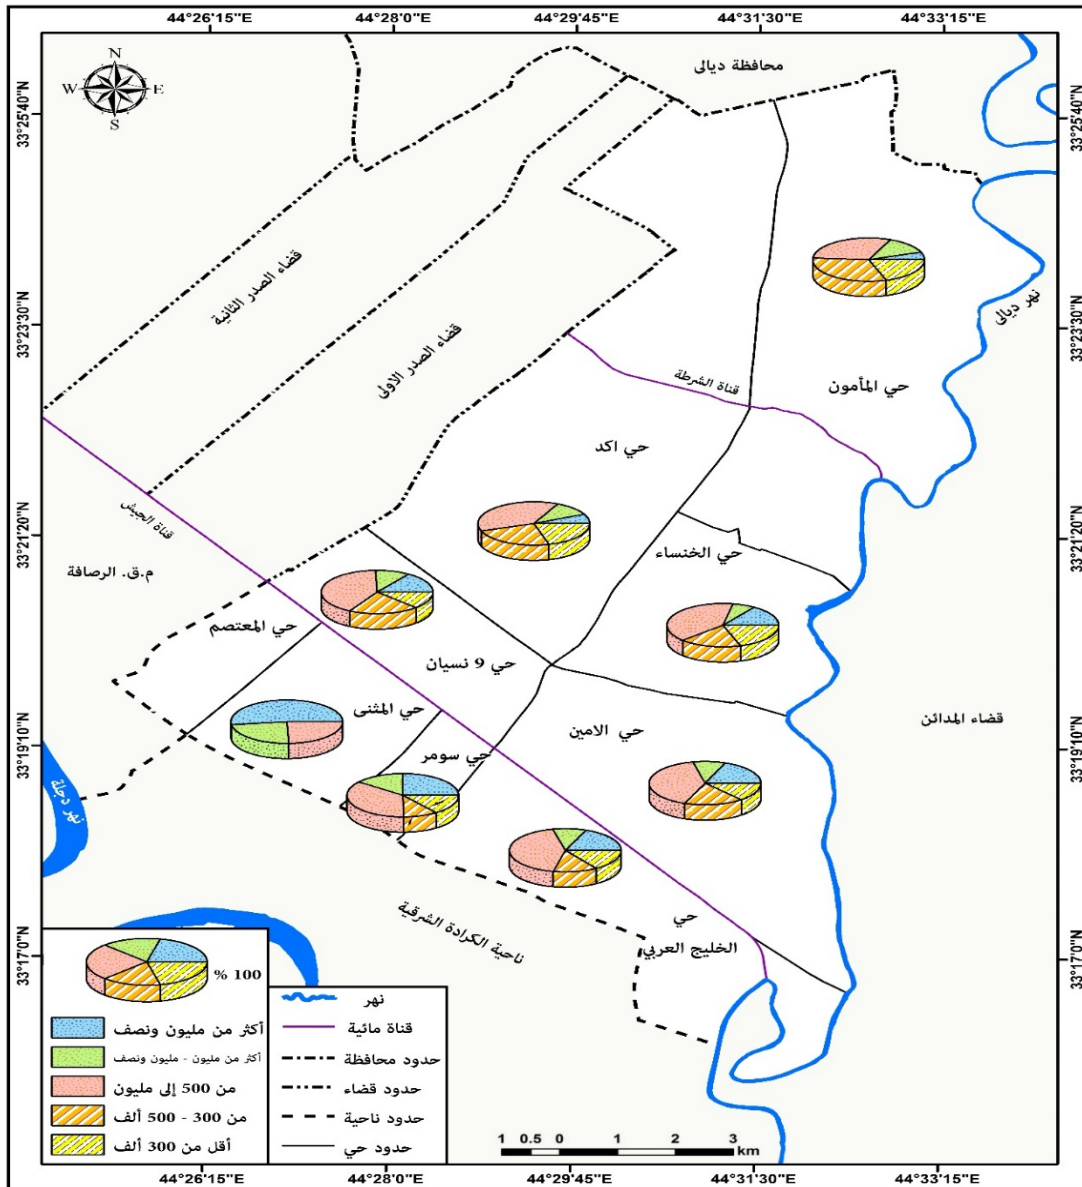 44°26'15"E 44°28'0"E 44°29'45"E 44°31'30"E 44°33'15"E
N
W E
S
33°25'40"N
33°23'30"N
33°21'20"N
33°19'10"N
33°17'0"N
33°25'40"N
33°23'30"N
33°21'20"N
33°19'10"N
33°17'0"N
محافظة ديالى
قضاء الصدر الثانية
قضاء الصدر الاولى
نهر ديالى
قناة الشرطة
حي المأمون
حي اكد
قناة الجيش
حي الخنساء
م.ق. الرصافة
حي المعتصم
حي 9 نسيان
حي المثنى
حي الامين
قضاء المدائن
حي سومر
نهر دجلة
حي
الخليج العربي
ناحية الكرادة الشرقية
% 100
أكثر من مليون ونصف
أكثر من مليون - مليون ونصف
من 500 إلى مليون
من 300 - 500 ألف
أقل من 300 ألف
نهر
قناة مائية
حدود محافظة
حدود قضاء
حدود ناحية
حدود حي
1 0.5 0 1 2 3
km
44°26'15"E 44°28'0"E 44°29'45"E 44°31'30"E 44°33'15"E